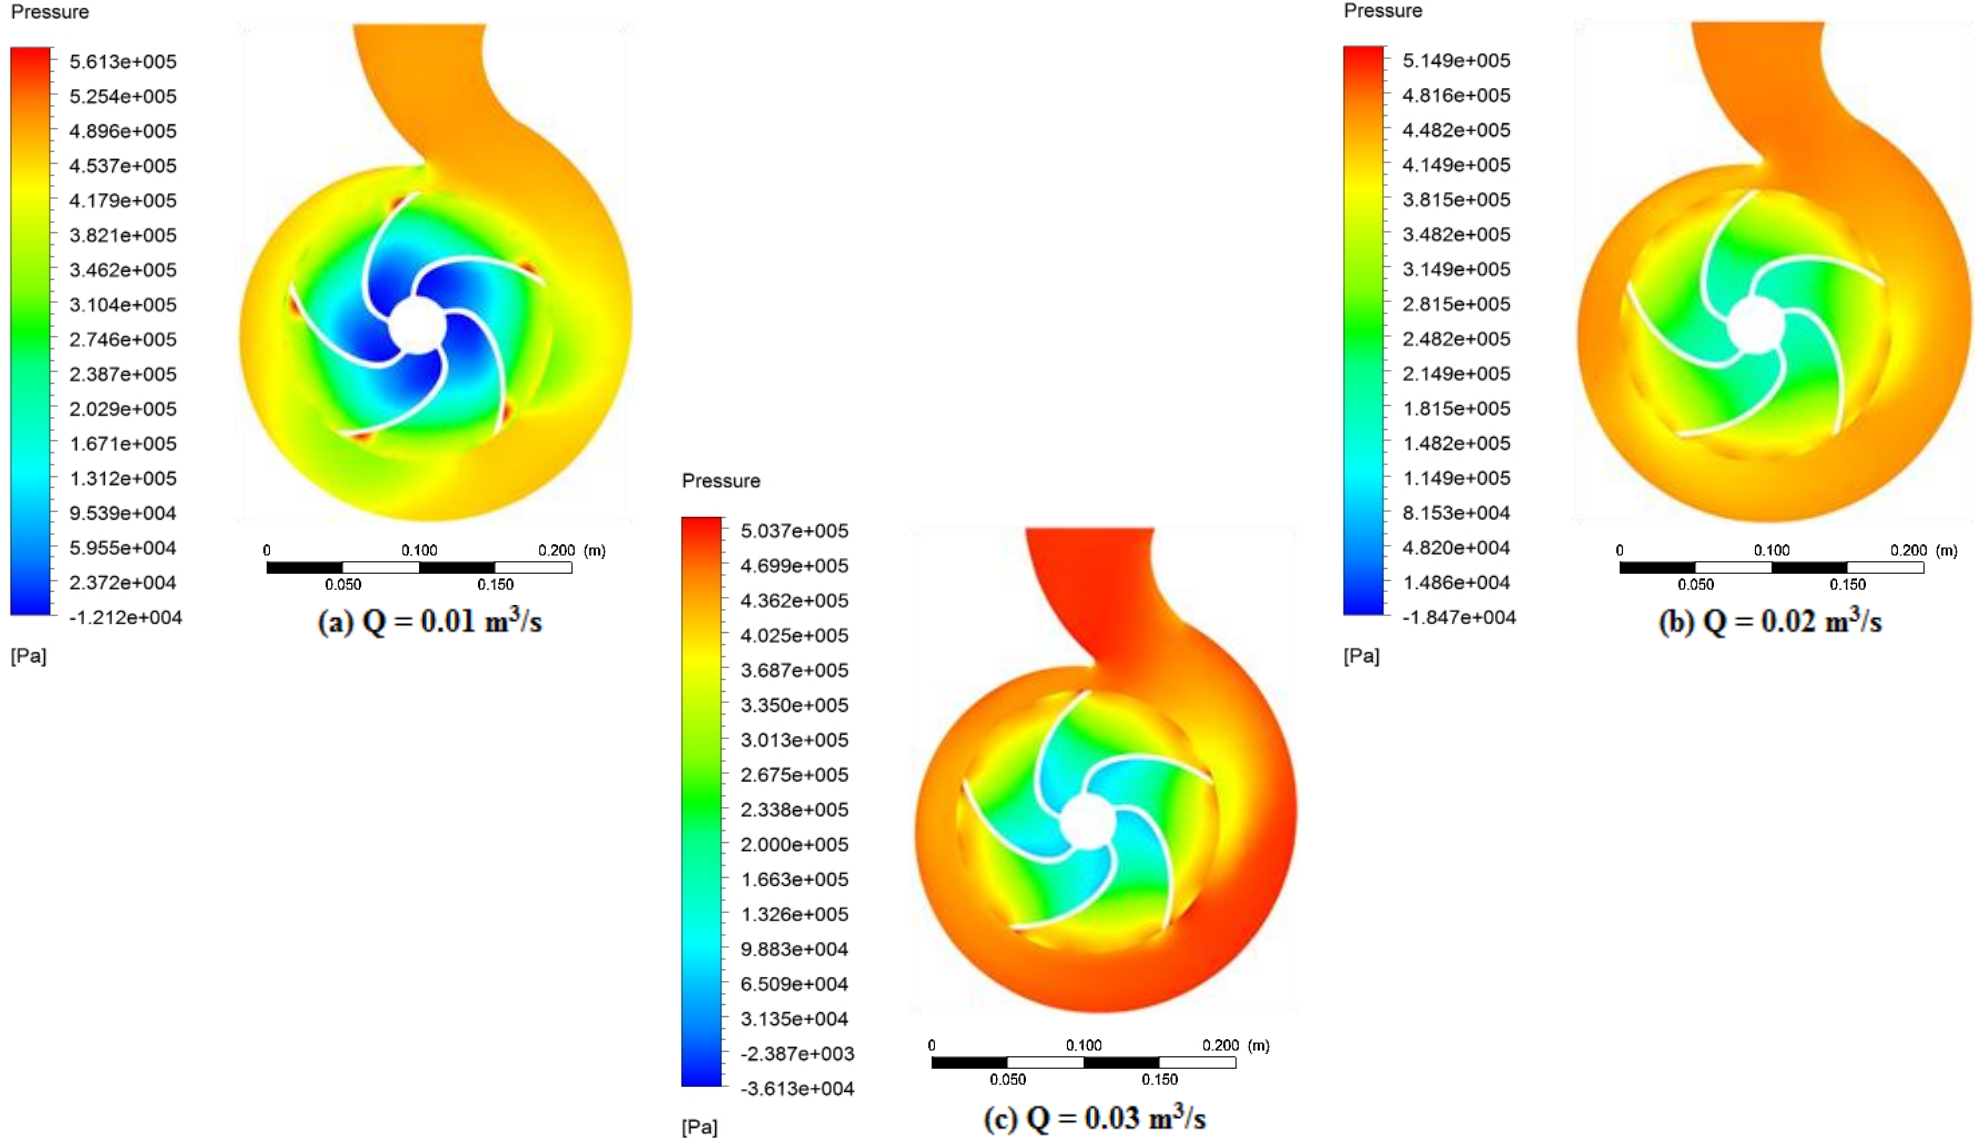 Pressure
5.613e+005
5.254e+005
4.896e+005
4.537e+005
4.179e+005
3.821e+005
3.462e+005
3.104e+005
2.746e+005
2.387e+005
2.029e+005
1.671e+005
1.312e+005
9.539e+004
5.955e+004
2.372e+004
-1.212e+004
[Pa]
0 0.100 0.200 (m)
0.050 0.150
(a) Q = 0.01 m³/s
Pressure
5.149e+005
4.816e+005
4.482e+005
4.149e+005
3.815e+005
3.482e+005
3.149e+005
2.815e+005
2.482e+005
2.149e+005
1.815e+005
1.482e+005
1.149e+005
8.153e+004
4.820e+004
1.486e+004
-1.847e+004
[Pa]
0 0.100 0.200 (m)
0.050 0.150
(b) Q = 0.02 m³/s
Pressure
5.037e+005
4.699e+005
4.362e+005
4.025e+005
3.687e+005
3.350e+005
3.013e+005
2.675e+005
2.338e+005
2.000e+005
1.663e+005
1.326e+005
9.883e+004
6.509e+004
3.135e+004
-2.387e+003
-3.613e+004
[Pa]
0 0.100 0.200 (m)
0.050 0.150
(c) Q = 0.03 m³/s